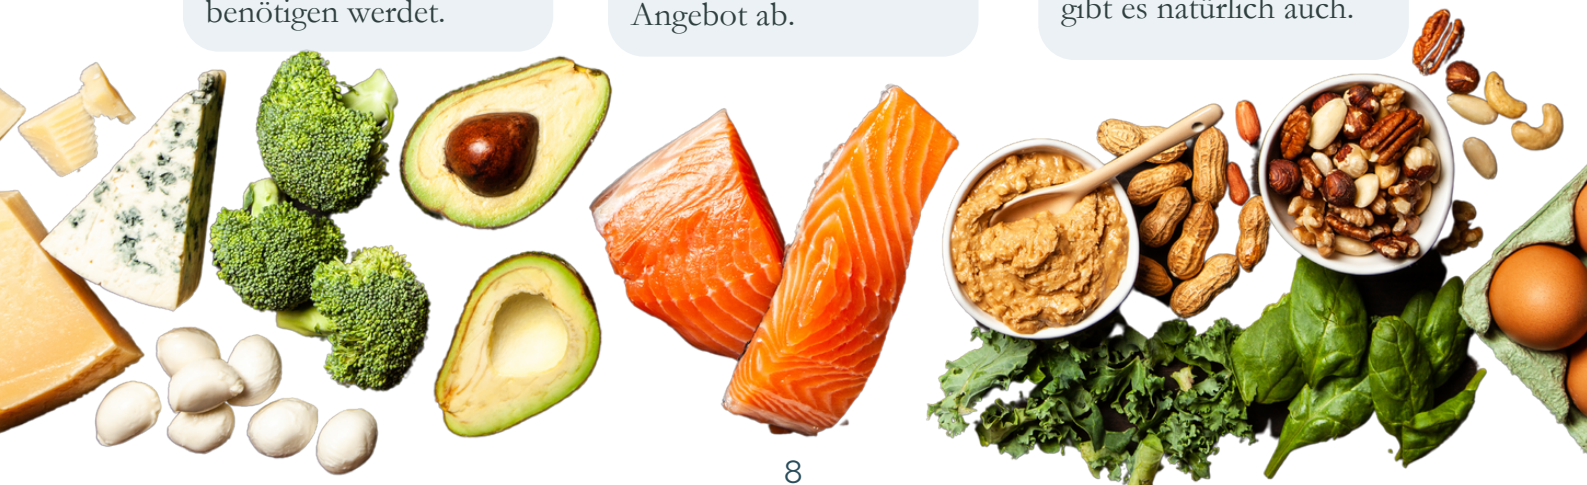 benötigen werdet.
Angebot ab.
gibt es natürlich auch.
8